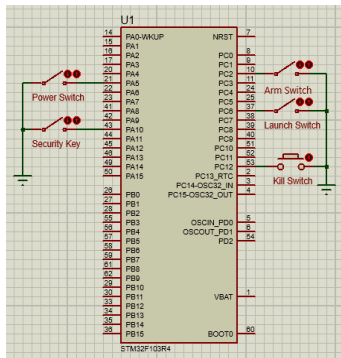 U1
14 PA0-WKUP NRST 7
15 PA1
16 PA2 PC0 8
17 PA3 PC1 9
20 PA4 PC2 10
21 PA5 PC3 11
22 PA6 PC4 24
23 PA7 PC5 25
41 PA8 PC6 37
42 PA9 PC7 38
43 PA10 PC8 39
44 PA11 PC9 40
45 PA12 PC10 51
46 PA13 PC11 52
49 PA14 PC12 53
50 PA15 PC13_RTC 2
PC14-OSC32_IN 3
26 PB0 PC15-OSC32_OUT 4
27 PB1
28 PB2
55 PB3 OSCIN_PD0 5
56 PB4 OSCOUT_PD1 6
57 PB5 PD2 54
58 PB6
59 PB7
61 PB8
62 PB9
29 PB10
30 PB11 VBAT 1
33 PB12
34 PB13
35 PB14
36 PB15 BOOT0 60
STM32F103R4
Power Switch
Security Key
Arm Switch
Launch Switch
Kill Switch